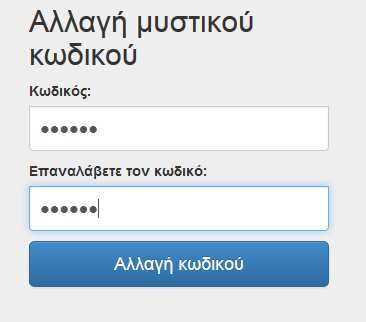 Αλλαγή μυστικού
κωδικού
Κωδικός:
••••••
Επαναλάβετε τον κωδικό:
••••••
Αλλαγή κωδικού